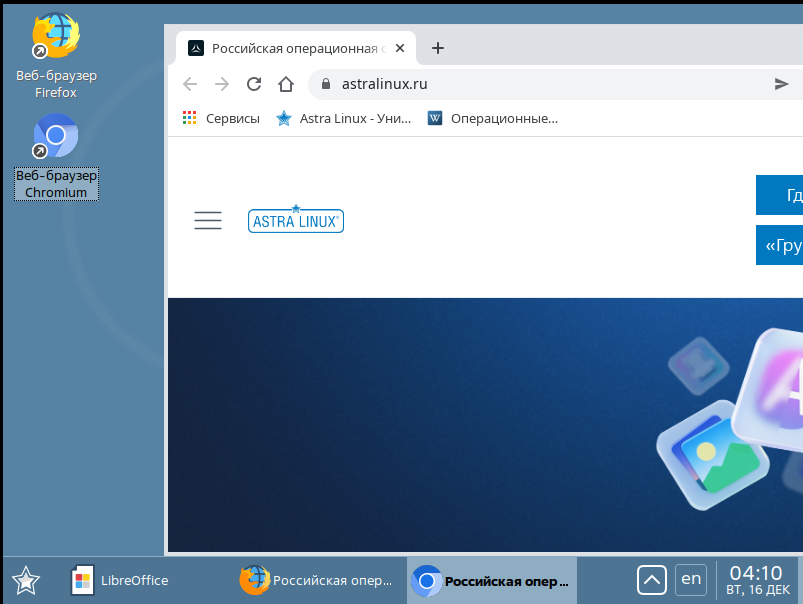 Веб-браузер
Firefox
Веб-браузер
Chromium
Российская операционная с
astralinux.ru
Сервисы
Astra Linux - Уни...
W
Операционные...
ASTRA LINUX®
Гд
«Гру
LibreOffice
Российская опер...
Российская опер...
en
04:10
ВТ, 16 ДЕК